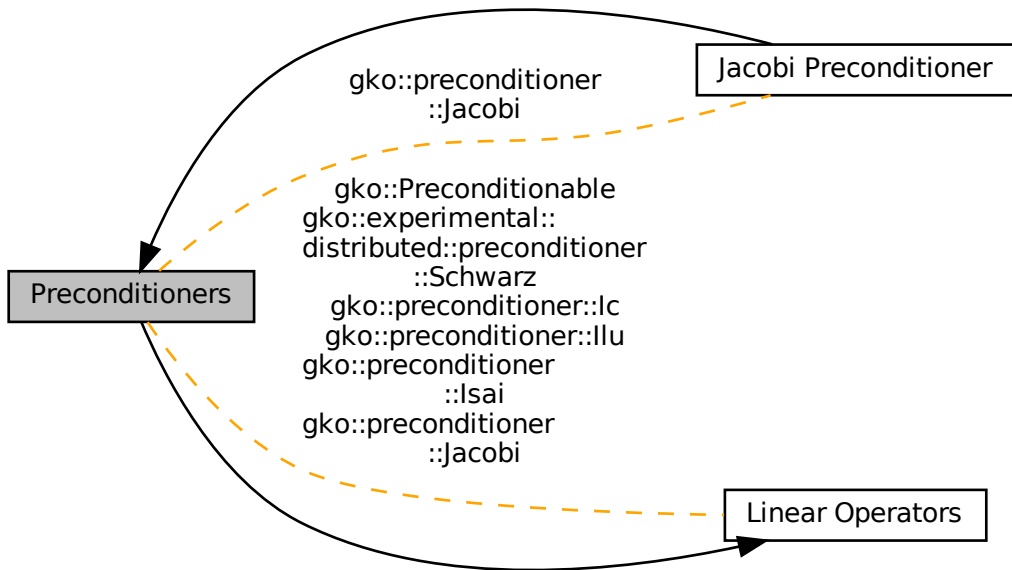 Jacobi Preconditioner
gko::preconditioner
::Jacobi
gko::Preconditionable
gko::experimental::
distributed::preconditioner
::Schwarz
gko::preconditioner::Ic
gko::preconditioner::Ilu
gko::preconditioner
::Isai
gko::preconditioner
::Jacobi
Preconditioners
Linear Operators